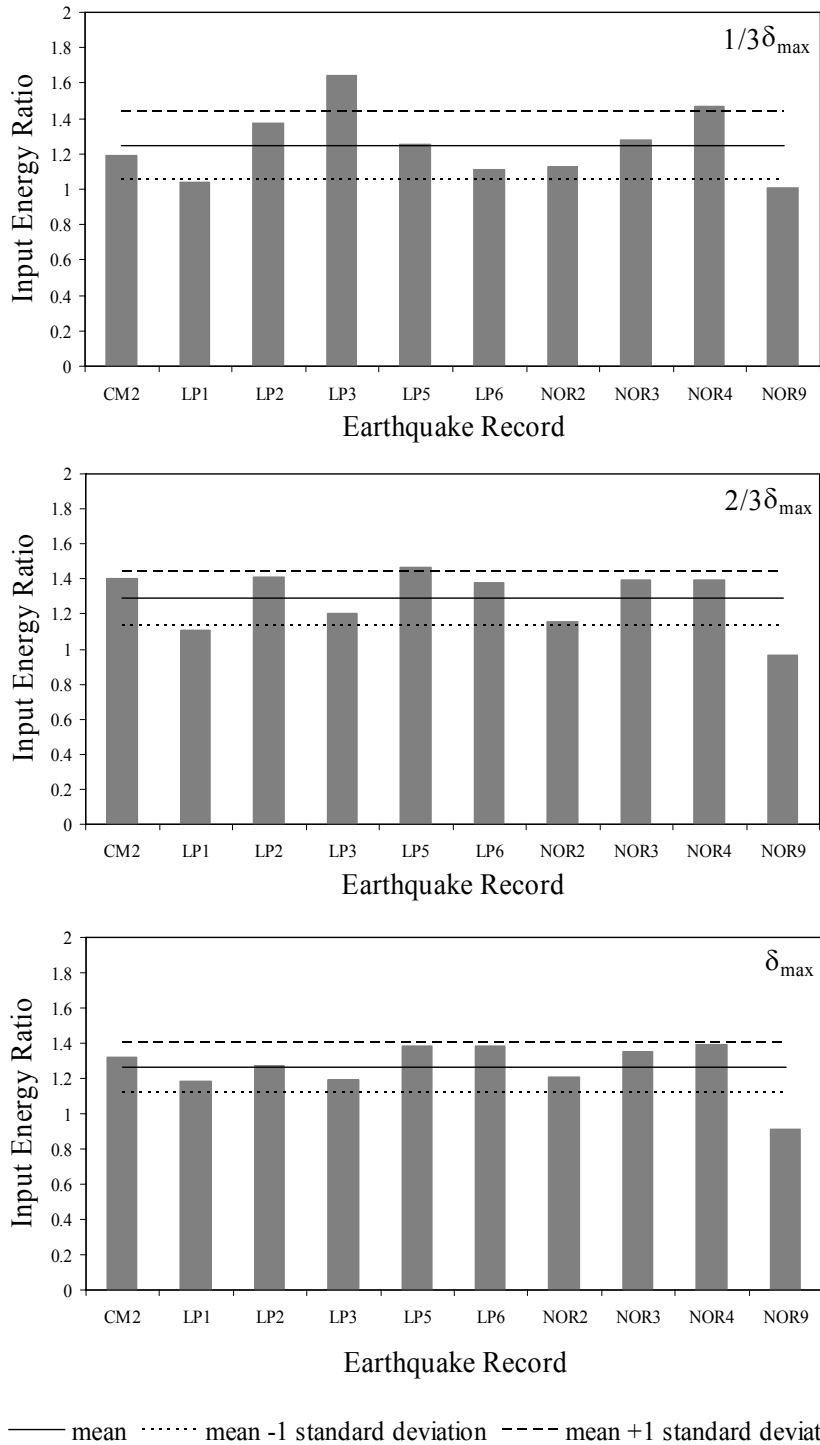 1/3δmax
2
1.8
1.6
1.4
1.2
1
0.8
0.6
0.4
0.2
0
Input Energy Ratio
CM2 LP1 LP2 LP3 LP5 LP6 NOR2 NOR3 NOR4 NOR9
Earthquake Record
2/3δmax
2
1.8
1.6
1.4
1.2
1
0.8
0.6
0.4
0.2
0
Input Energy Ratio
CM2 LP1 LP2 LP3 LP5 LP6 NOR2 NOR3 NOR4 NOR9
Earthquake Record
δmax
2
1.8
1.6
1.4
1.2
1
0.8
0.6
0.4
0.2
0
Input Energy Ratio
CM2 LP1 LP2 LP3 LP5 LP6 NOR2 NOR3 NOR4 NOR9
Earthquake Record
mean mean -1 standard deviation mean +1 standard deviat